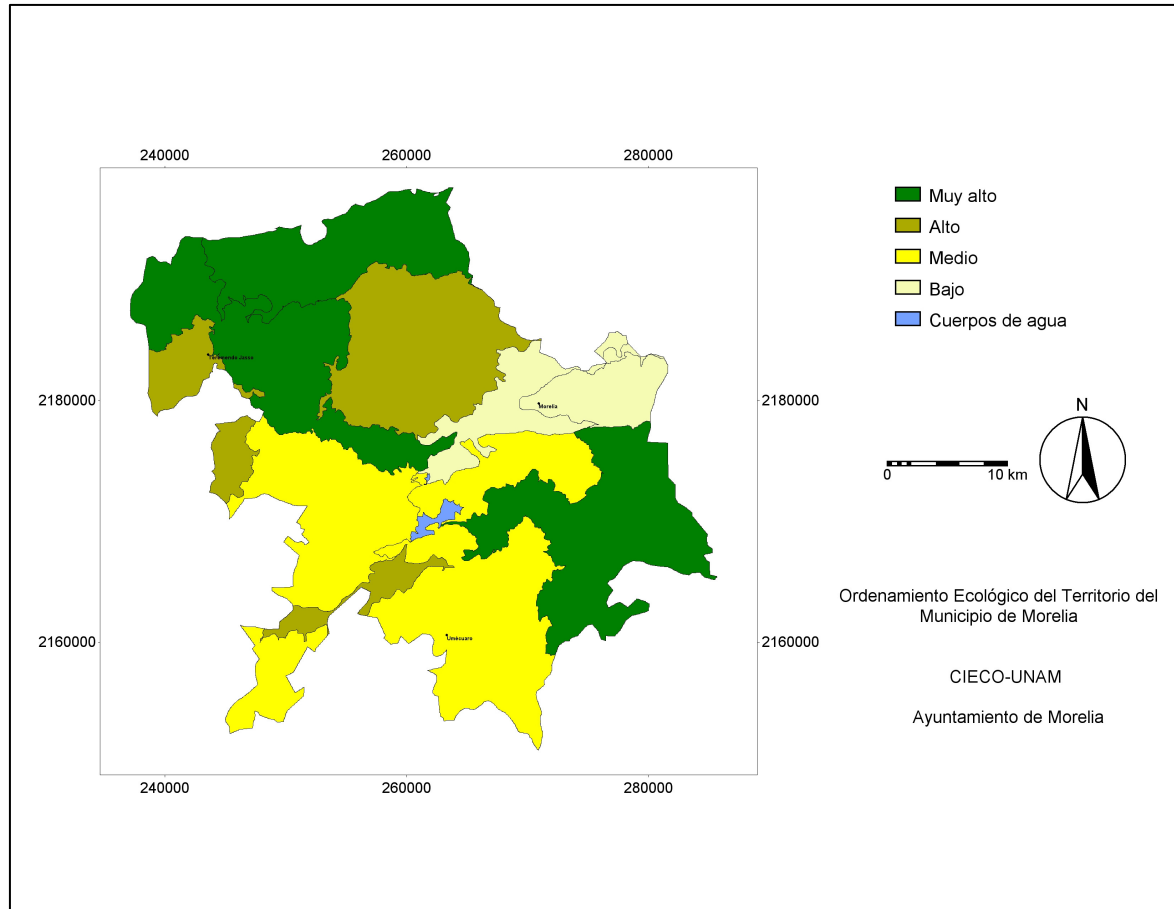 240000 260000 280000
Muy alto
Alto
Medio
Bajo
Cuerpos de agua
2180000 2180000
Morelia
N
0 10 km
Ordenamiento Ecológico del Territorio del
Municipio de Morelia
2160000 2160000
CIECO-UNAM
Ayuntamiento de Morelia
240000 260000 280000